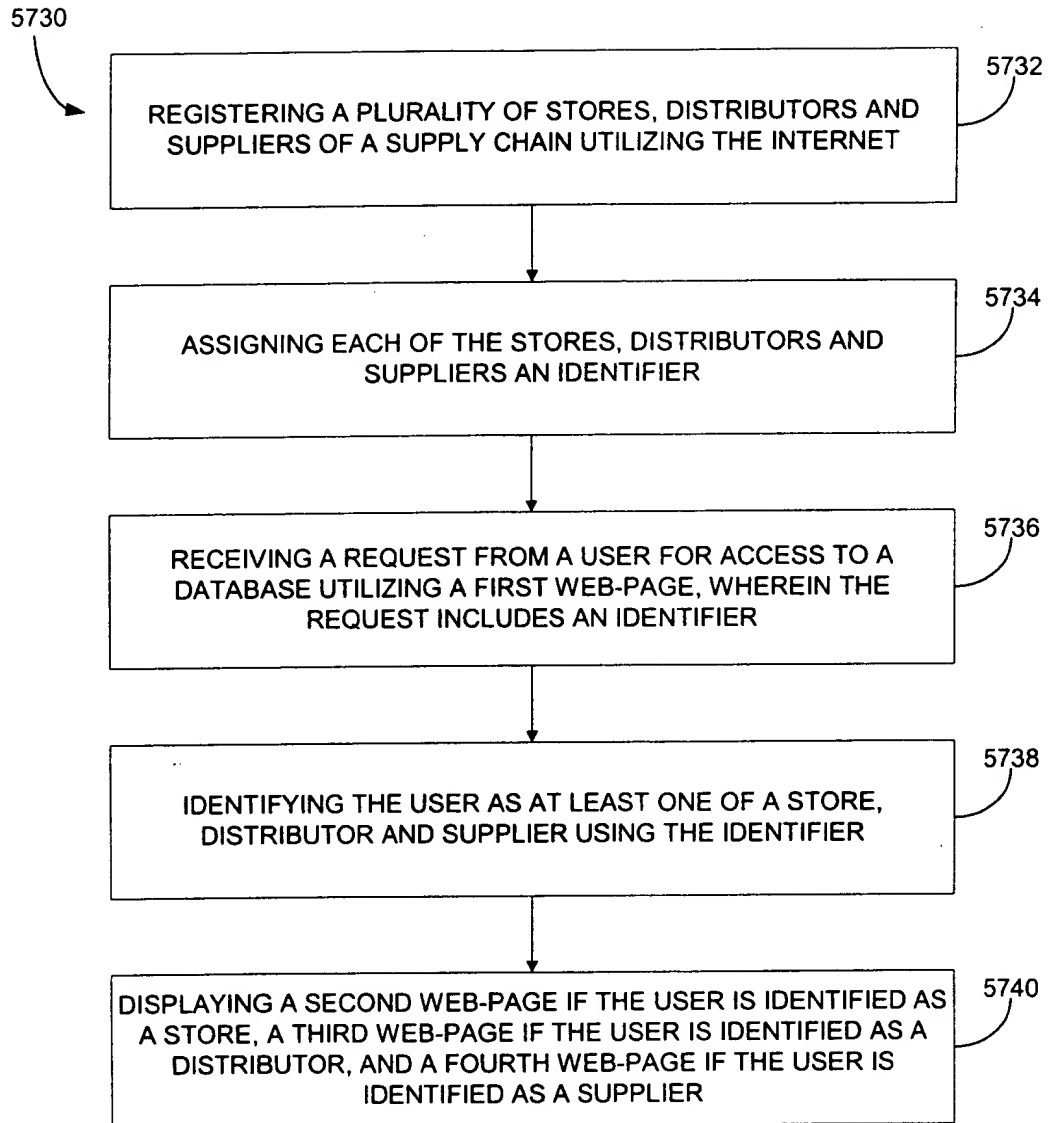 5730
5732
REGISTERING A PLURALITY OF STORES, DISTRIBUTORS AND
SUPPLIERS OF A SUPPLY CHAIN UTILIZING THE INTERNET
5734
ASSIGNING EACH OF THE STORES, DISTRIBUTORS AND
SUPPLIERS AN IDENTIFIER
5736
RECEIVING A REQUEST FROM A USER FOR ACCESS TO A
DATABASE UTILIZING A FIRST WEB-PAGE, WHEREIN THE
REQUEST INCLUDES AN IDENTIFIER
5738
IDENTIFYING THE USER AS AT LEAST ONE OF A STORE,
DISTRIBUTOR AND SUPPLIER USING THE IDENTIFIER
5740
DISPLAYING A SECOND WEB-PAGE IF THE USER IS IDENTIFIED AS
A STORE, A THIRD WEB-PAGE IF THE USER IS IDENTIFIED AS A
DISTRIBUTOR, AND A FOURTH WEB-PAGE IF THE USER IS
IDENTIFIED AS A SUPPLIER